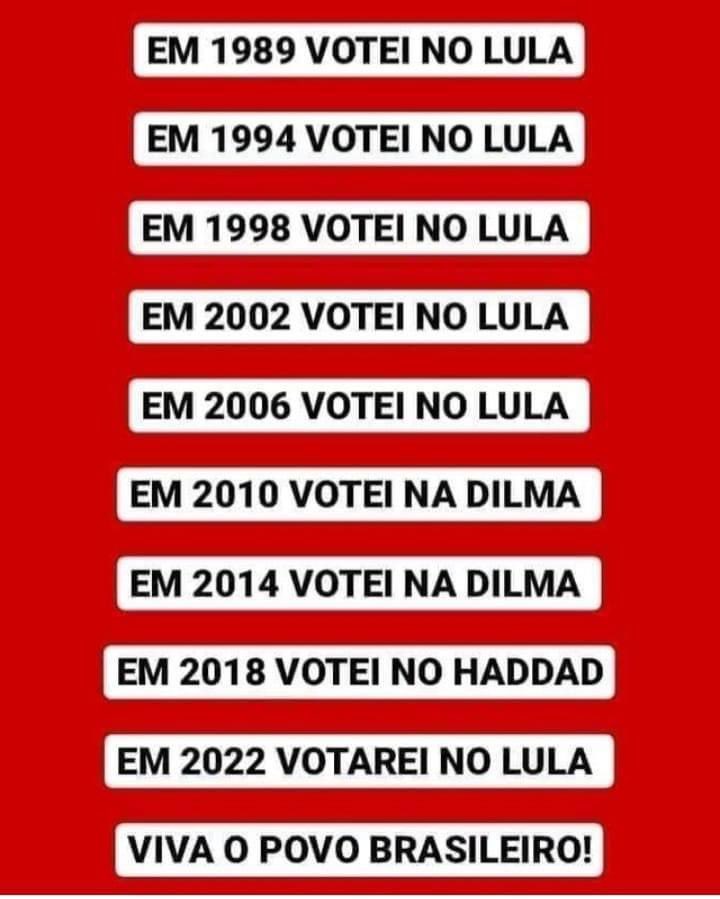 EM 1989 VOTEI NO LULA
EM 1994 VOTEI NO LULA
EM 1998 VOTEI NO LULA
EM 2002 VOTEI NO LULA
EM 2006 VOTEI NO LULA
EM 2010 VOTEI NA DILMA
EM 2014 VOTEI NA DILMA
EM 2018 VOTEI NO HADDAD
EM 2022 VOTAREI NO LULA
VIVA O POVO BRASILEIRO!